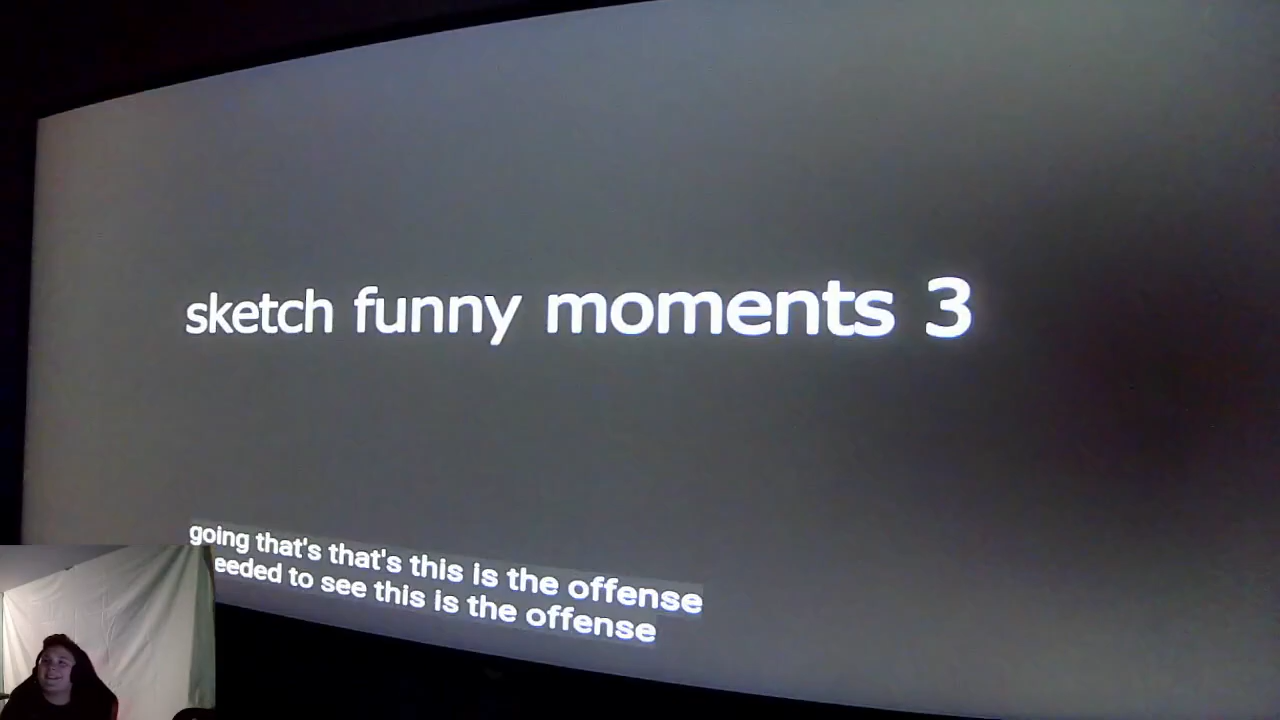 sketch funny moments 3
going that's that's this is the offense
eeded to see this is the offense